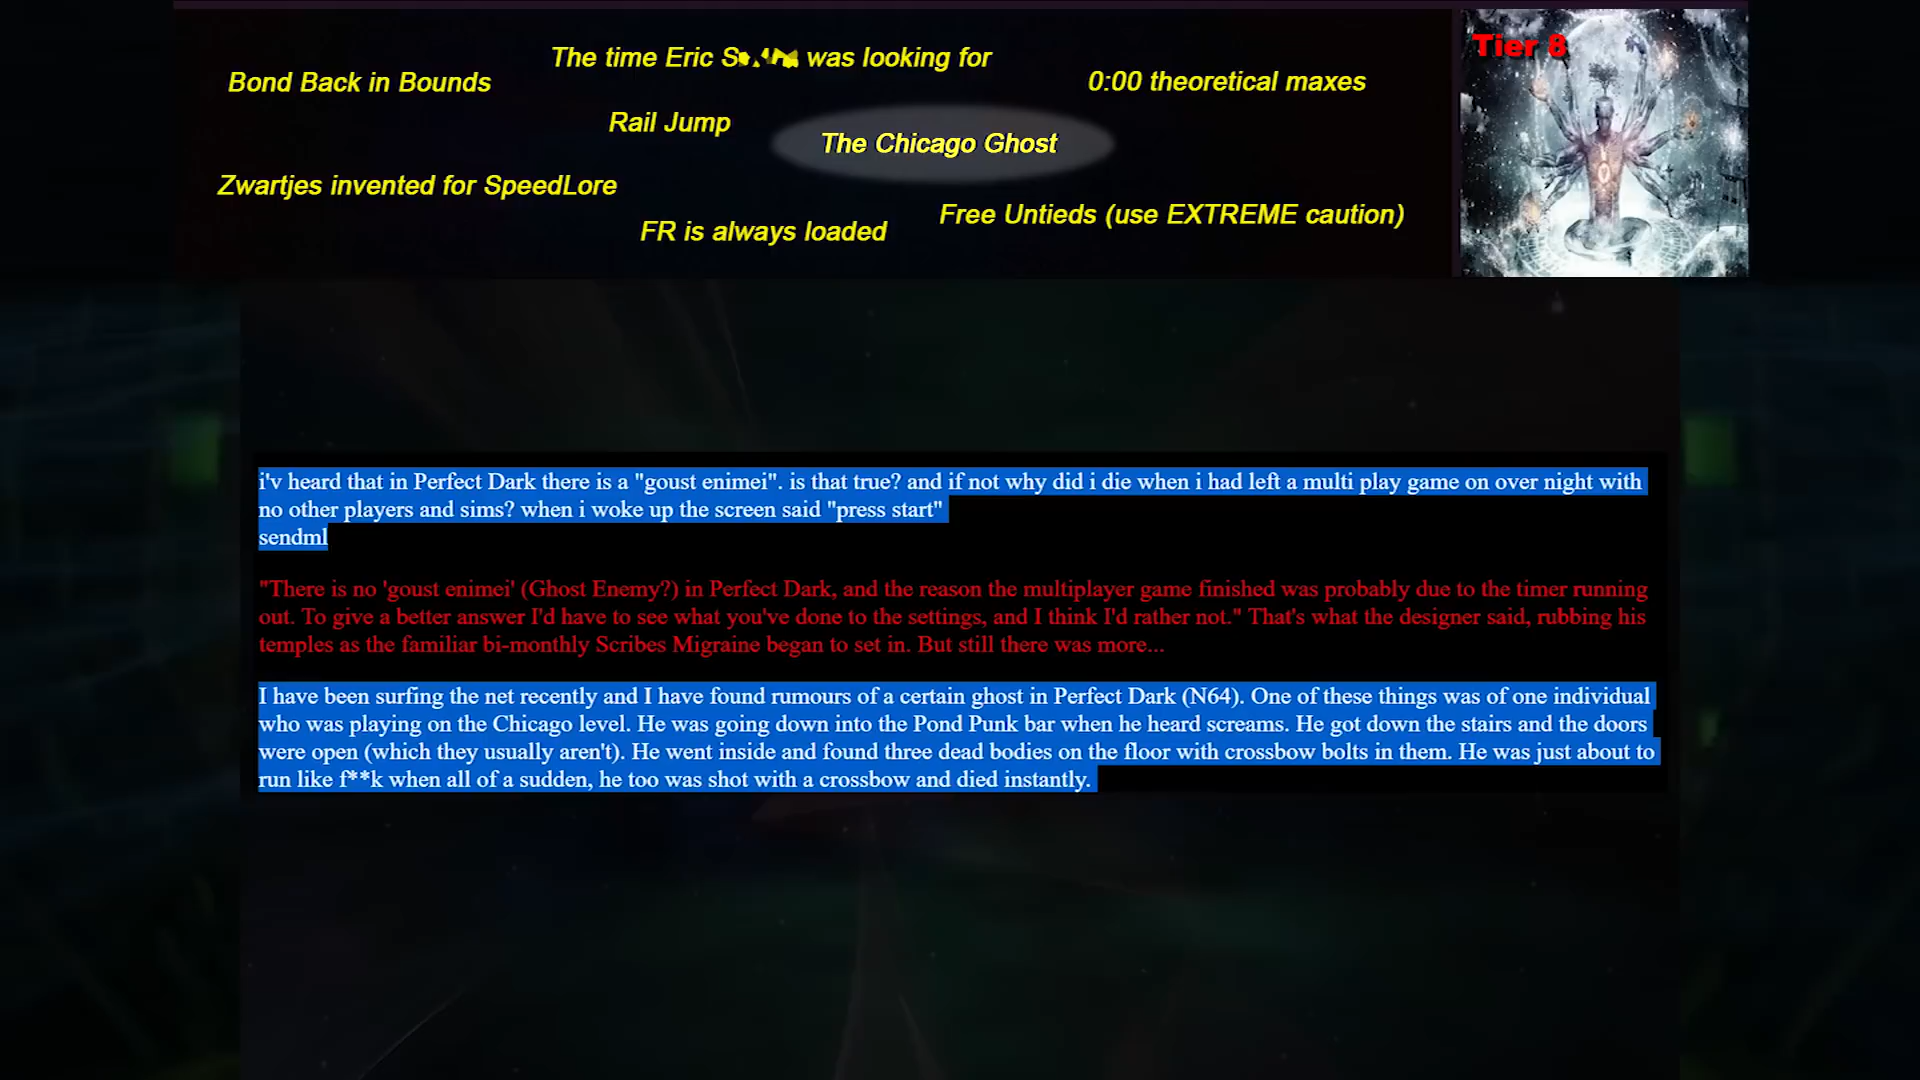 Tier 8
The time Eric was looking for
Bond Back in Bounds
0:00 theoretical maxes
Rail Jump
The Chicago Ghost
Zwartjes invented for SpeedLore
Free Untieds (use EXTREME caution)
FR is always loaded
i'v heard that in Perfect Dark there is a "goust enimei". is that true? and if not why did i die when i had left a multi play game on over night with
no other players and sims? when i woke up the screen said "press start"
sendml
"There is no 'goust enimei' (Ghost Enemy?) in Perfect Dark, and the reason the multiplayer game finished was probably due to the timer running
out. To give a better answer I'd have to see what you've done to the settings, and I think I'd rather not." That's what the designer said, rubbing his
temples as the familiar bi-monthly Scribes Migraine began to set in. But still there was more...
I have been surfing the net recently and I have found rumours of a certain ghost in Perfect Dark (N64). One of these things was of one individual
who was playing on the Chicago level. He was going down into the Pond Punk bar when he heard screams. He got down the stairs and the doors
were open (which they usually aren't). He went inside and found three dead bodies on the floor with crossbow bolts in them. He was just about to
run like f**k when all of a sudden, he too was shot with a crossbow and died instantly.